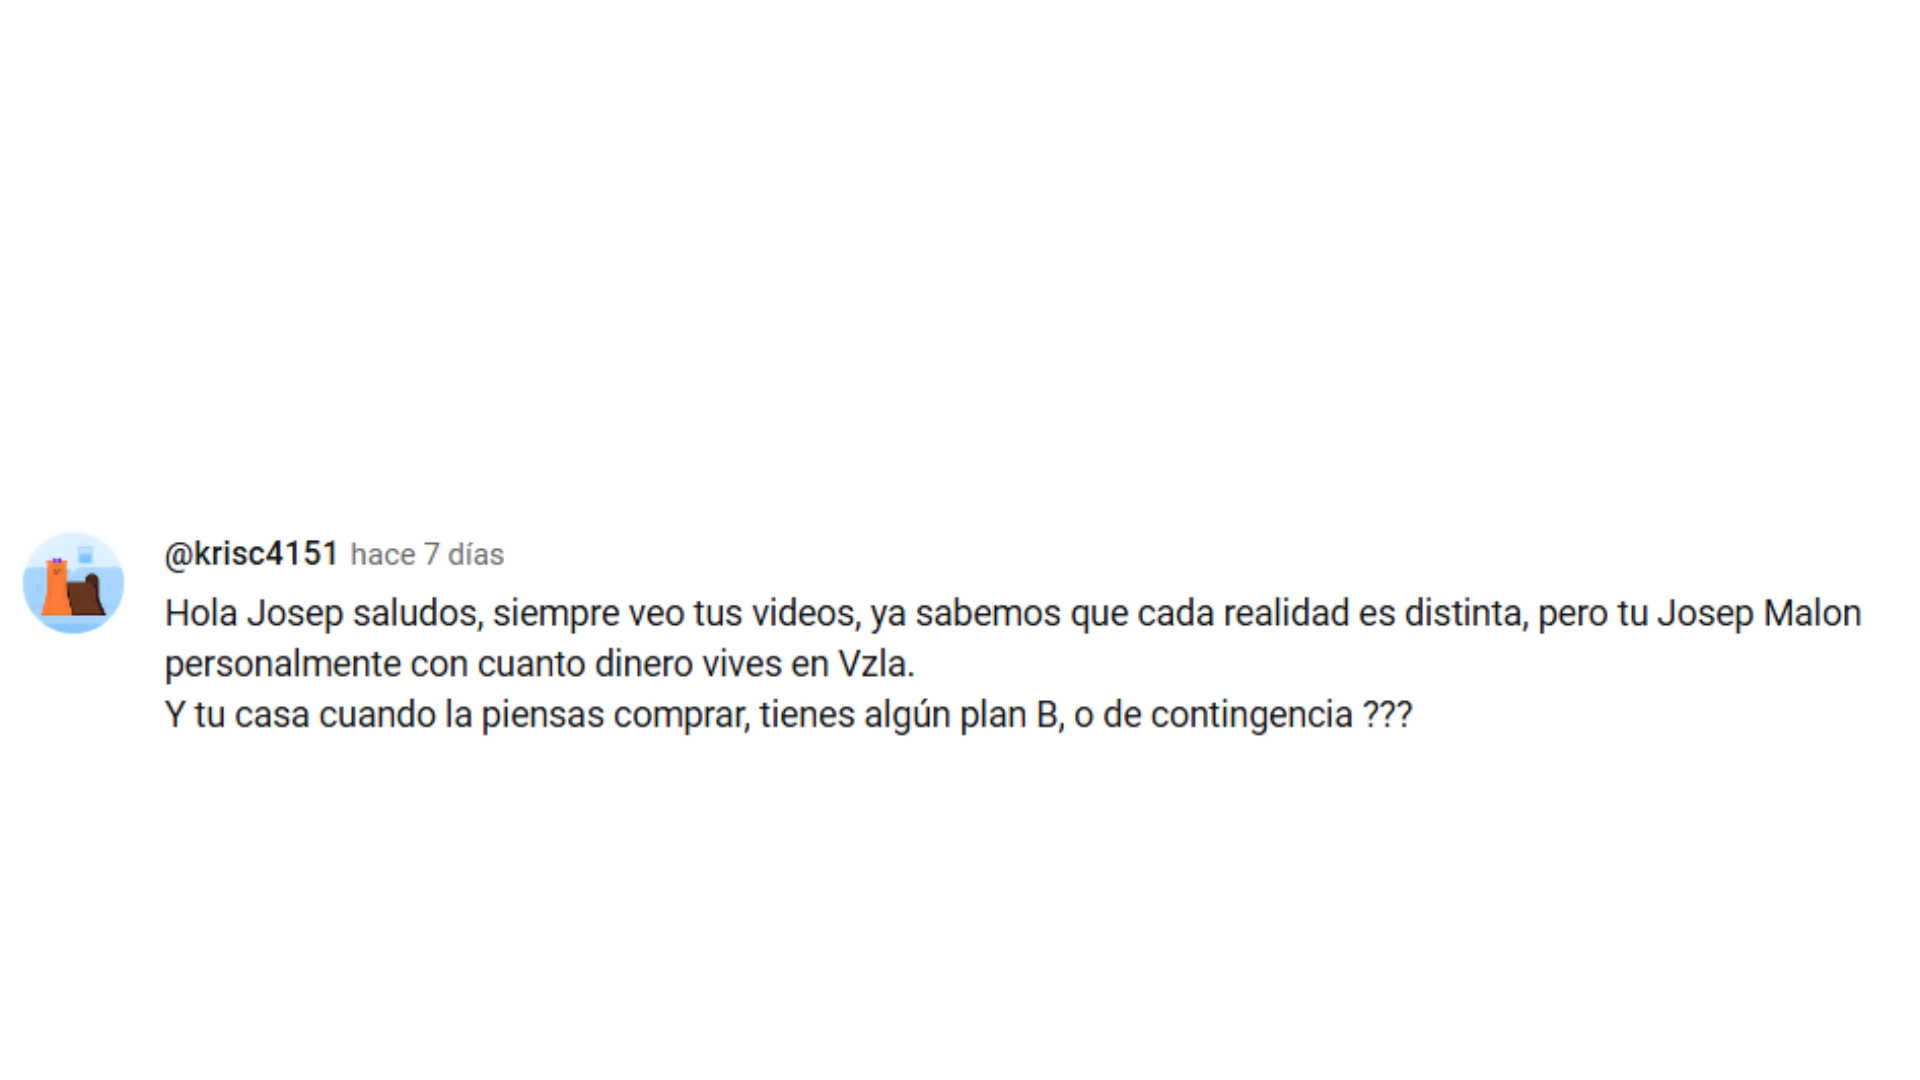 @krisc4151 hace 7 días
Hola Josep saludos, siempre veo tus videos, ya sabemos que cada realidad es distinta, pero tu Josep Malon
personalmente con cuanto dinero vives en Vzla.
Y tu casa cuando la piensas comprar, tienes algún plan B, o de contingencia ???